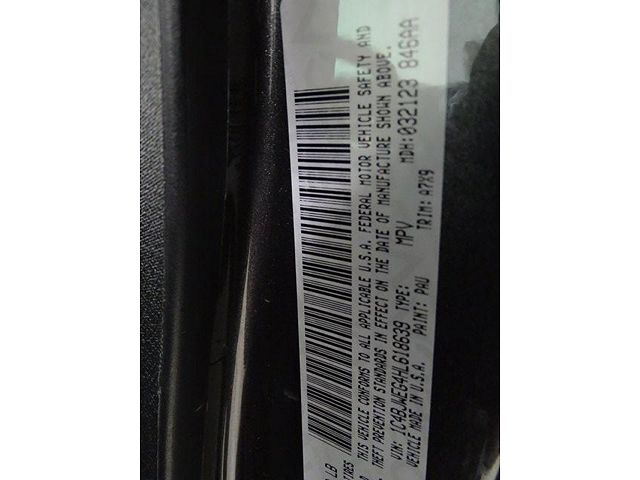 LB
THIS VEHICLE CONFORMS TO ALL APPLICABLE U.S.A. FEDERAL MOTOR VEHICLE SAFETY AND
THEFT PREVENTION STANDARDS IN EFFECT ON THE DATE OF MANUFACTURE SHOWN ABOVE.
VIN: 1C4BJWEG4HL618639 TYPE: MPV MDH:032123 846AA
VEHICLE MADE IN U.S.A. PAINT: PAU TRIM: A7X9